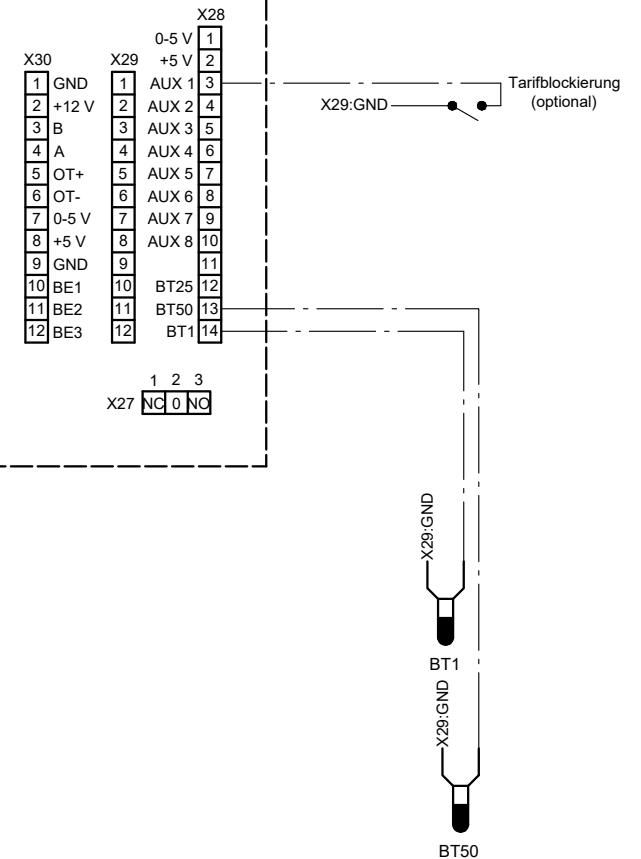 X28
0-5 V 1
X30 X29 +5 V 2
1 GND 1 AUX 1 3 Tarifblockierung
2 +12 V 2 AUX 2 4 X29:GND (optional)
3 B 3 AUX 3 5
4 A 4 AUX 4 6
5 OT+ 5 AUX 5 7
6 OT- 6 AUX 6 8
7 0-5 V 7 AUX 7 9
8 +5 V 8 AUX 8 10
9 GND 9 11
10 BE1 10 BT25 12
11 BE2 11 BT50 13
12 BE3 12 BT1 14
1 2 3
X27 NC 0 NO
X29:GND
BT1
X29:GND
BT50